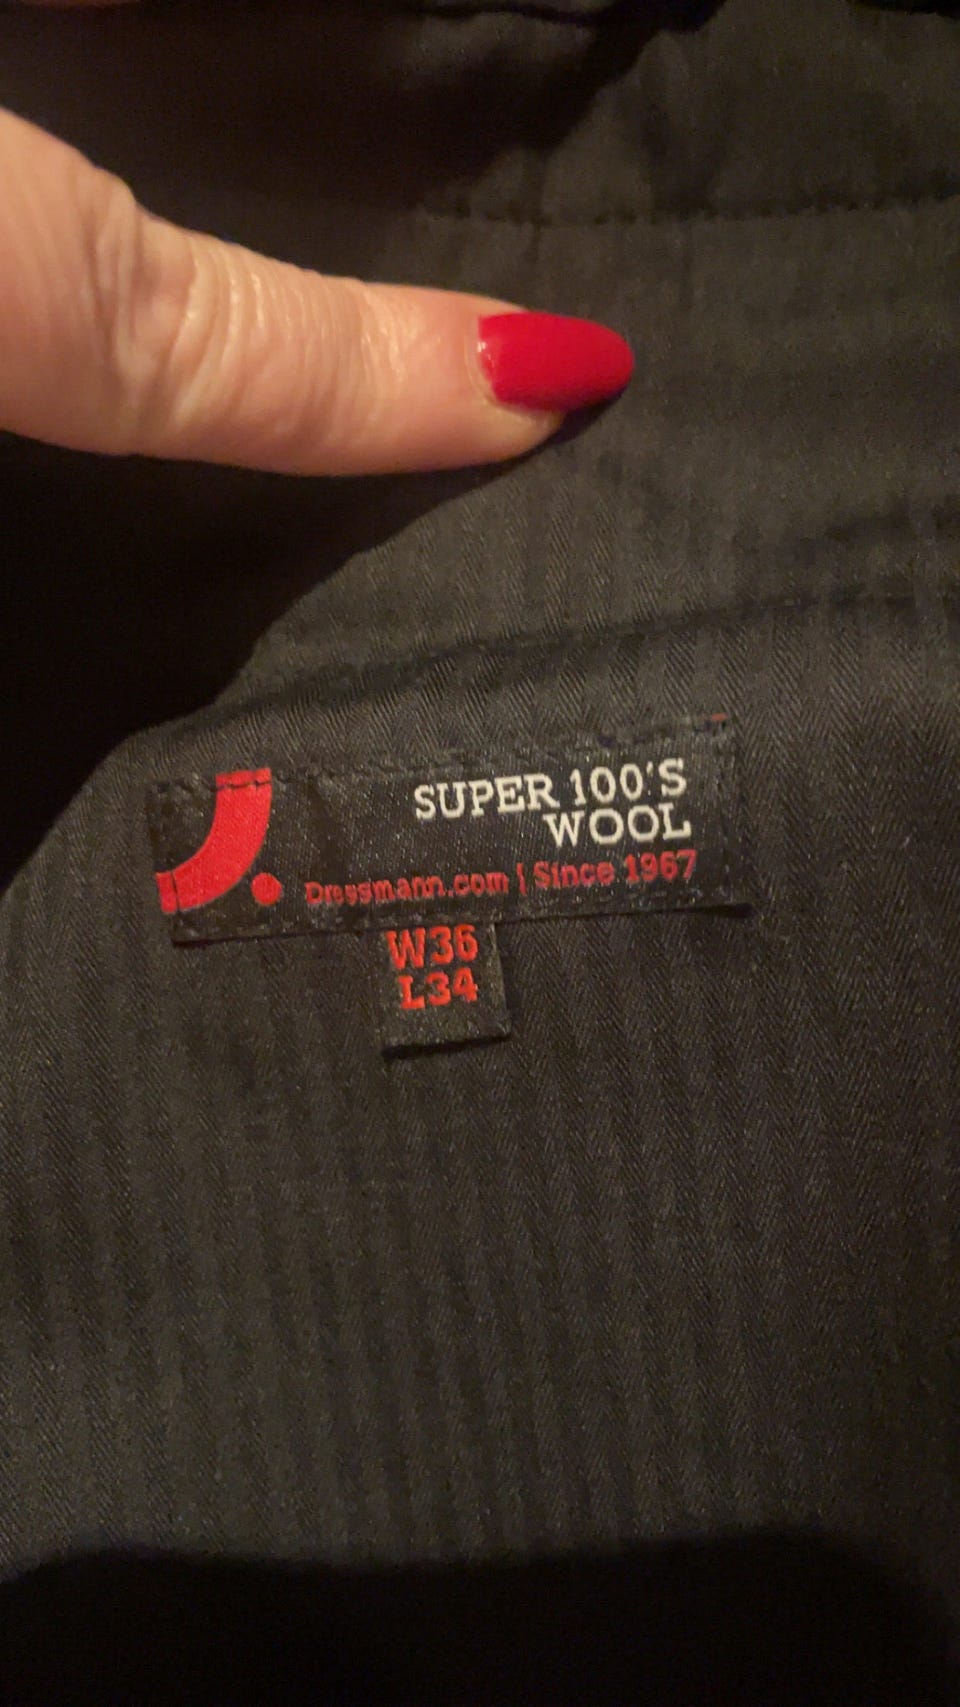 SUPER 100'S
WOOL
Dressmann.com | Since 1967
W36
L34